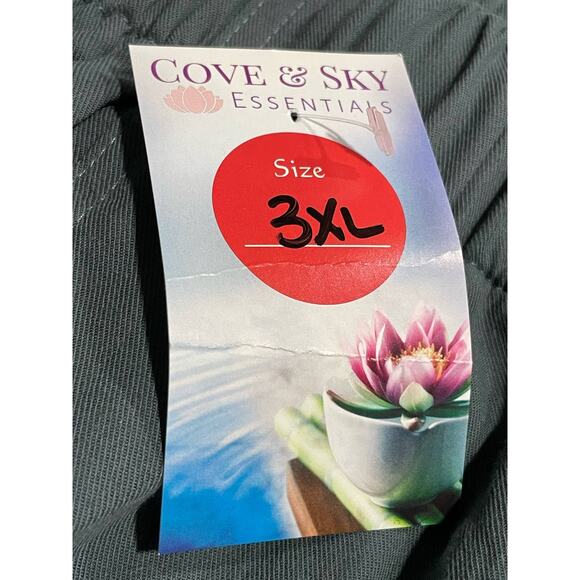 COVE & SKY
ESSENTIALS
Size
3XL